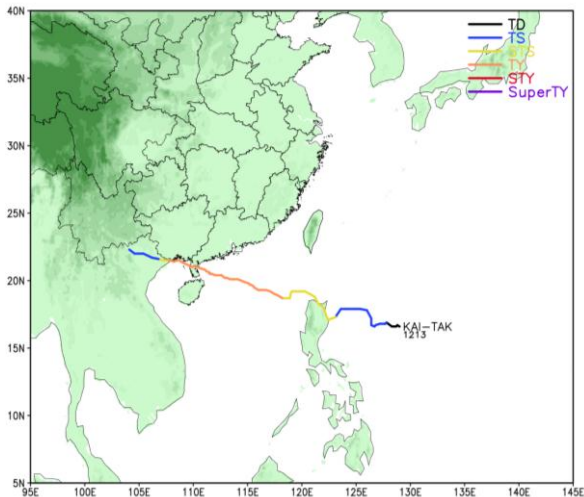 40N
35N
30N
25N
20N
15N
10N
5N
95E 100E 105E 110E 115E 120E 125E 130E 135E 140E 145E
TD
TS
STS
TY
STY
SuperTY
KAI-TAK
1213